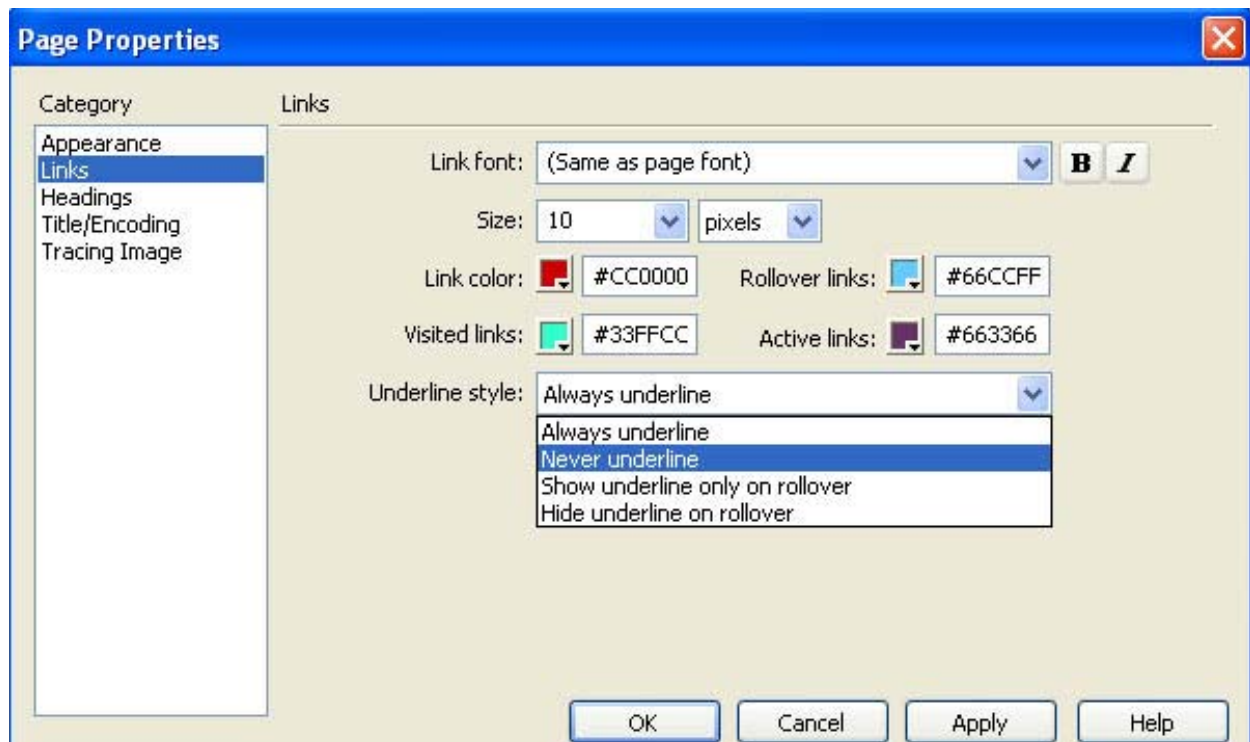 Page Properties
Category
Links
Appearance
Links
Headings
Title/Encoding
Tracing Image
Link font: (Same as page font) B I
Size: 10 pixels
Link color: #CC0000 Rollover links: #66CCFF
Visited links: #33FFCC Active links: #663366
Underline style: Always underline
Always underline
Never underline
Show underline only on rollover
Hide underline on rollover
OK Cancel Apply Help